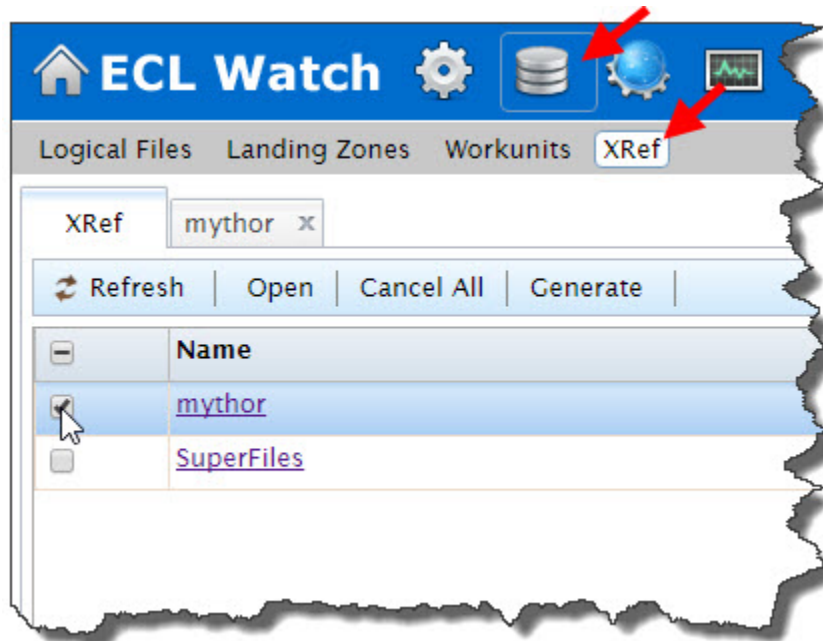 ECL Watch
Logical Files Landing Zones Workunits XRef
XRef mythor x
Refresh Open Cancel All Generate
Name
mythor
SuperFiles